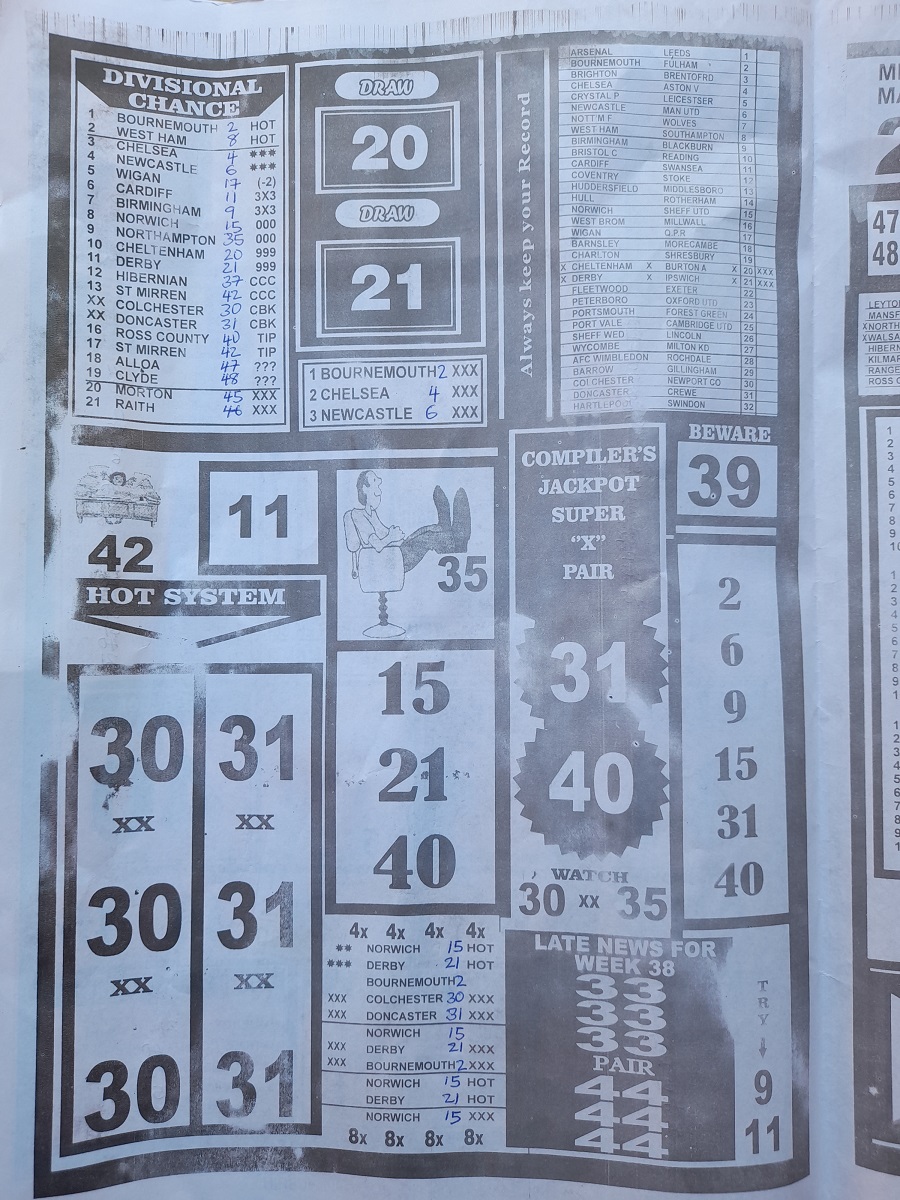 DIVISIONAL
CHANCE
1 BOURNEMOUTH 2 HOT
2 WEST HAM 8 HOT
3 CHELSEA 4 ***
4 NEWCASTLE 6 ***
5 WIGAN 17 (-2)
6 CARDIFF 11 3X3
7 BIRMINGHAM 9 3X3
8 NORWICH 15 000
9 NORTHAMPTON 35 000
10 CHELTENHAM 20 999
11 DERBY 21 999
12 HIBERNIAN 37 CCC
13 ST MIRREN 42 CCC
XX COLCHESTER 30 CBK
XX DONCASTER 31 CBK
16 ROSS COUNTY 40 TIP
17 ST MIRREN 42 TIP
18 ALLOA 47 ???
19 CLYDE 48 ???
20 MORTON 45 XXX
21 RAITH 46 XXX
DRAW
20
DRAW
21
1 BOURNEMOUTH 2 XXX
2 CHELSEA 4 XXX
3 NEWCASTLE 6 XXX
Always keep your Record
ARSENAL LEEDS 1
BOURNEMOUTH FULHAM 2
BRIGHTON BRENTOFRD 3
CHELSEA ASTON V 4
CRYSTAL P LEICESTSER 5
NEWCASTLE MAN UTD 6
NOTT'M F WOLVES 7
WEST HAM SOUTHAMPTON 8
BIRMINGHAM BLACKBURN 9
BRISTOL C READING 10
CARDIFF SWANSEA 11
COVENTRY STOKE 12
HUDDERSFIELD MIDDLESBORO 13
HULL ROTHERHAM 14
NORWICH SHEFF UTD 15
WEST BROM MILLWALL 16
WIGAN Q.P.R 17
BARNSLEY MORECAMBE 18
CHARLTON SHRESBURY 19
X CHELTENHAM X BURTON A X 20 XXX
X DERBY X IPSWICH X 21 XXX
FLEETWOOD EXETER 22
PETERBORO OXFORD UTD 23
PORTSMOUTH FOREST GREEN 24
PORT VALE CAMBRIDGE UTD 25
SHEFF WED LINCOLN 26
WYCOMBE MILTON KD 27
AFC WIMBLEDON ROCHDALE 28
BARROW GILLINGHAM 29
COLCHESTER NEWPORT CO 30
DONCASTER CREWE 31
HARTLEPOOL SWINDON 32
42
11
35
HOT SYSTEM
30 31
XX XX
30 31
XX XX
30 31
15
21
40
4x 4x 4x 4x
** NORWICH 15 HOT
*** DERBY 21 HOT
BOURNEMOUTH 2
XXX COLCHESTER 30 XXX
XXX DONCASTER 31 XXX
NORWICH 15
XXX DERBY 21 XXX
XXX BOURNEMOUTH 2 XXX
NORWICH 15 HOT
DERBY 21 HOT
NORWICH 15 XXX
8x 8x 8x 8x
COMPILER'S
JACKPOT
SUPER
"X"
PAIR
31
40
WATCH
30 XX 35
BEWARE
39
2
6
9
15
31
40
LATE NEWS FOR
WEEK 38
33
33
33
PAIR
44
44
44
TRY
9
11
47
48